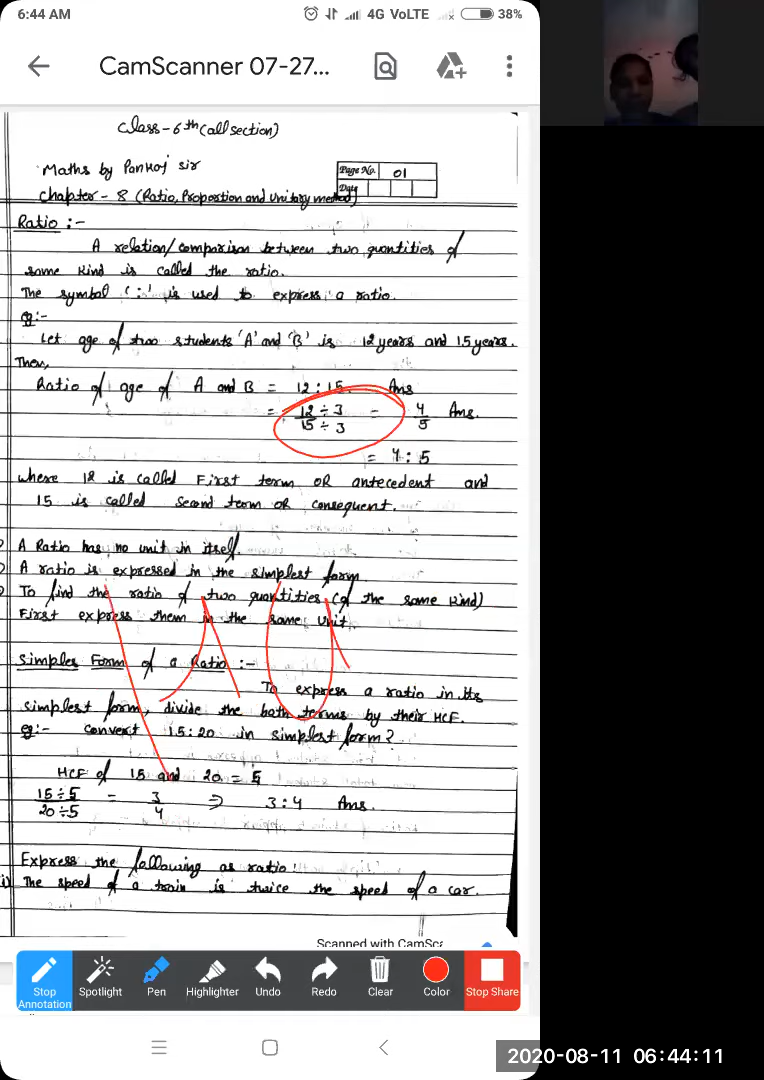 6:44 AM 4G VoLTE 38%
CamScanner 07-27...
Class-6th (all section)
Maths by Pankaj sir
Page No. 01
Date
Chapter-8 (Ratio, Proportion and Unitary method)
Ratio :-
A relation/comparison between two quantities of
same kind is called the ratio.
The symbol ':' is used to express a ratio.
eg:-
Let age of two students 'A' and 'B' is 12 years and 15 years.
Then,
Ratio of age of A and B = 12:15 Ans
= 12÷3 / 15÷3 = 4/5 Ans.
= 4:5
where 12 is called First term OR antecedent and
15 is called Second term OR consequent.
A Ratio has no unit in itself.
A ratio is expressed in the simplest form
To find the ratio of two quantities (of the same kind)
First express them in the same unit.
Simples Form of a Ratio :-
To express a ratio in its
simplest form, divide the both terms by their HCF.
eg:- convert 15:20 in simplest form?
HCF of 15 and 20 = 5
15÷5 / 20÷5 = 3/4 ⇒ 3:4 Ans.
Express the following as ratio:
i) The speed of a train is twice the speed of a car.
Scanned with CamSca
Stop Annotation
Spotlight
Pen
Highlighter
Undo
Redo
Clear
Color
Stop Share
2020-08-11 06:44:11